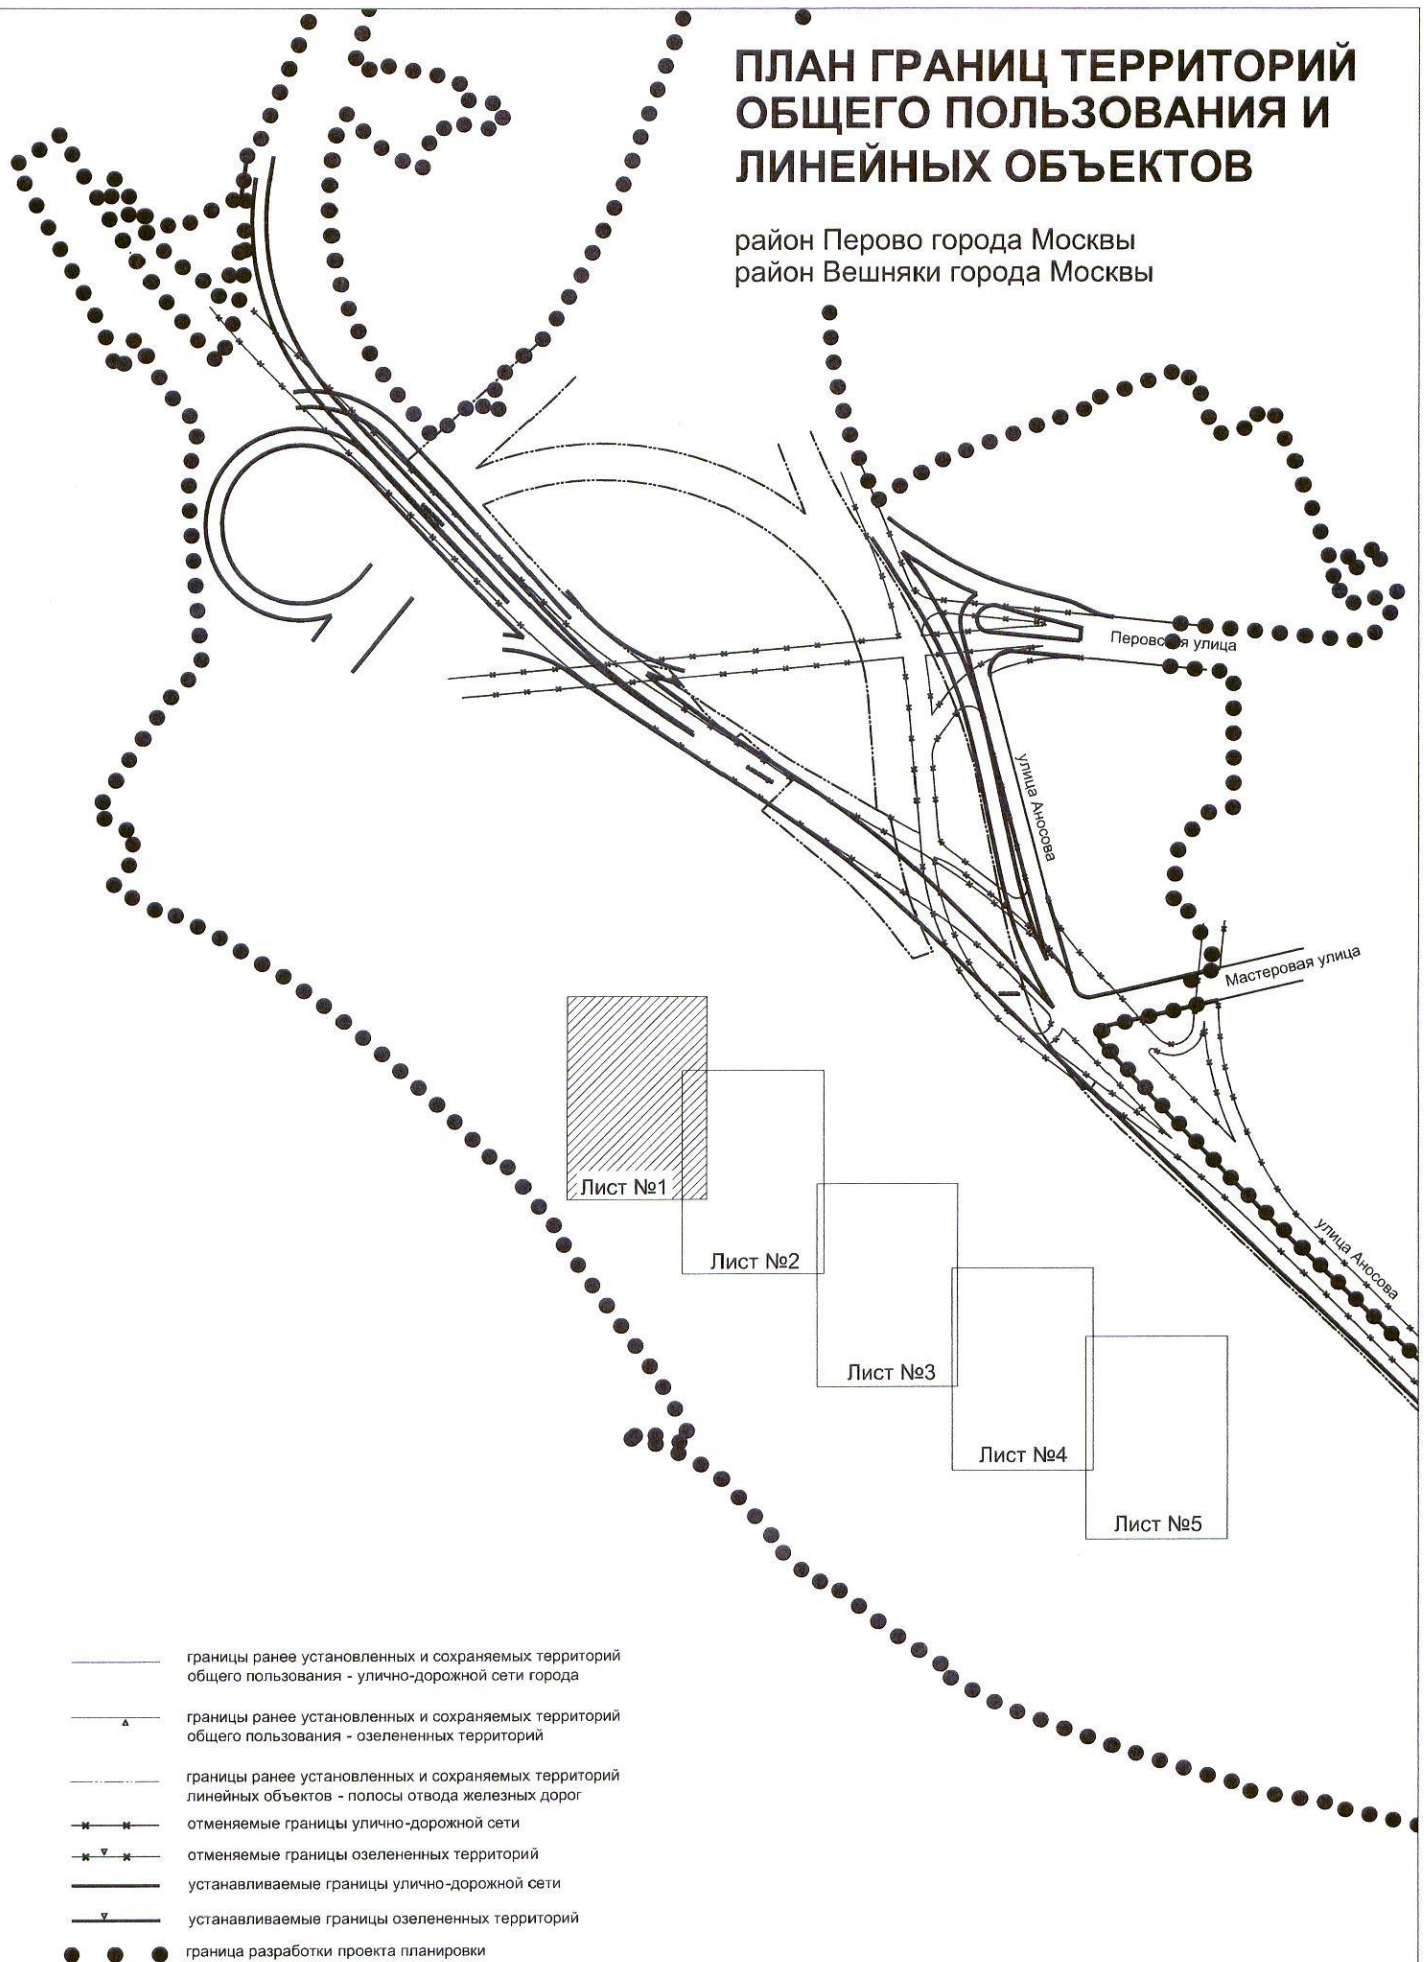 ПЛАН ГРАНИЦ ТЕРРИТОРИЙ
ОБЩЕГО ПОЛЬЗОВАНИЯ И
ЛИНЕЙНЫХ ОБЪЕКТОВ
район Перово города Москвы
район Вешняки города Москвы
Перовская улица
улица Аносова
Мастеровая улица
улица Аносова
Лист №1
Лист №2
Лист №3
Лист №4
Лист №5
границы ранее установленных и сохраняемых территорий
общего пользования - улично-дорожной сети города
границы ранее установленных и сохраняемых территорий
общего пользования - озелененных территорий
границы ранее установленных и сохраняемых территорий
линейных объектов - полосы отвода железных дорог
отменяемые границы улично-дорожной сети
отменяемые границы озелененных территорий
устанавливаемые границы улично-дорожной сети
устанавливаемые границы озелененных территорий
граница разработки проекта планировки